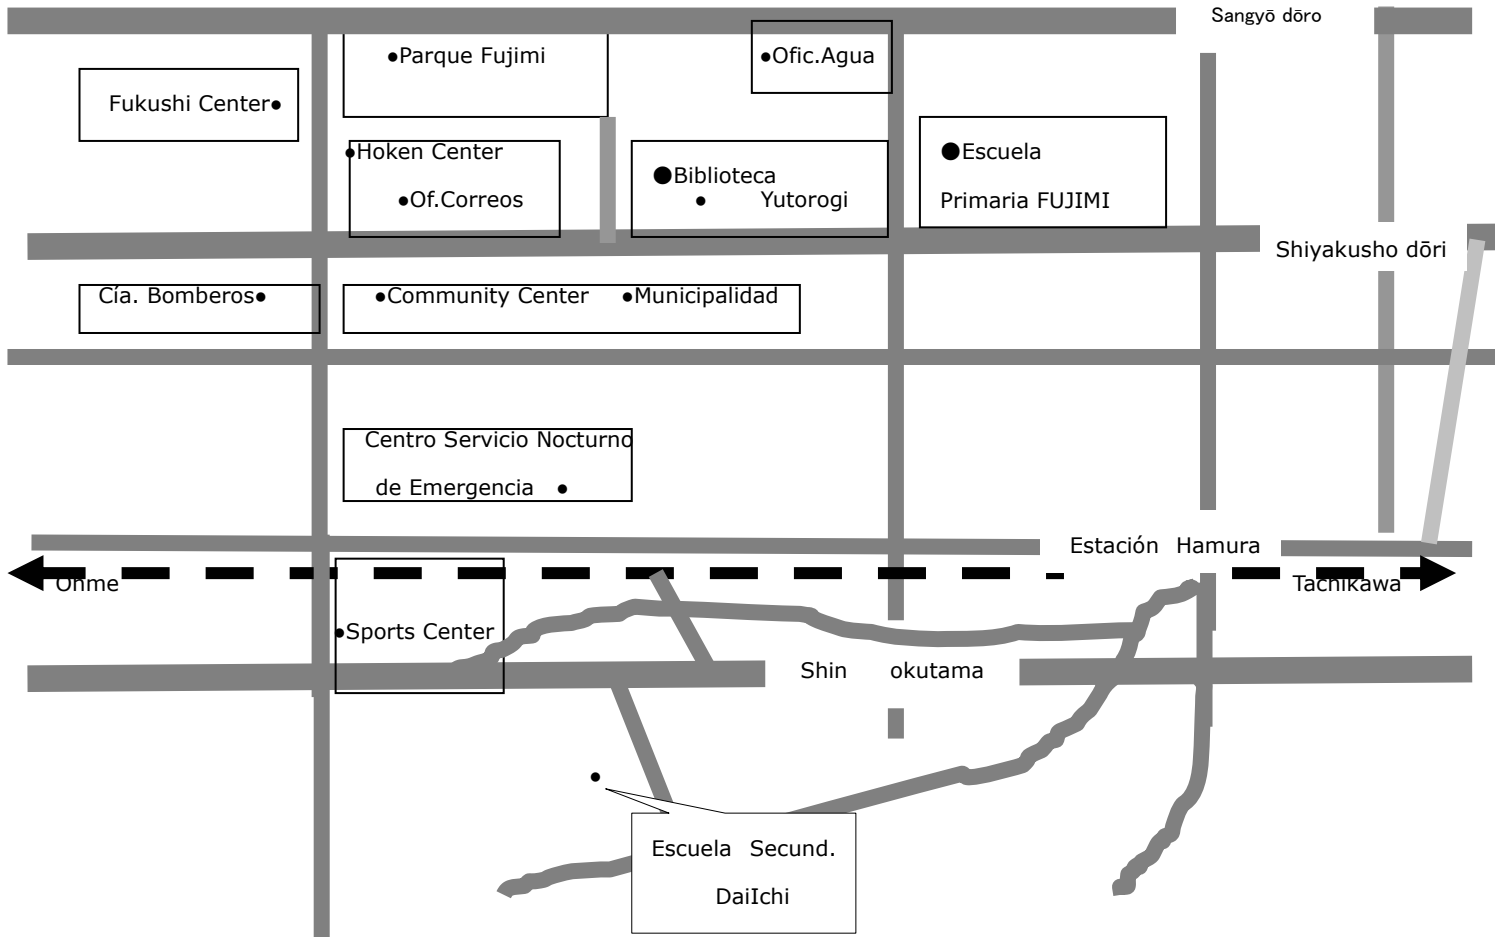 Sangyō dōro
●Parque Fujimi
●Ofic.Agua
Fukushi Center●
●Hoken Center
●Escuela
●Biblioteca
●Of.Correos
● Yutorogi
Primaria FUJIMI
Shiyakusho dōri
Cía. Bomberos●
●Community Center ●Municipalidad
Centro Servicio Nocturno
de Emergencia ●
Estación Hamura
Ohme
Tachikawa
●Sports Center
Shin okutama
●
Escuela Secund.
DaiIchi